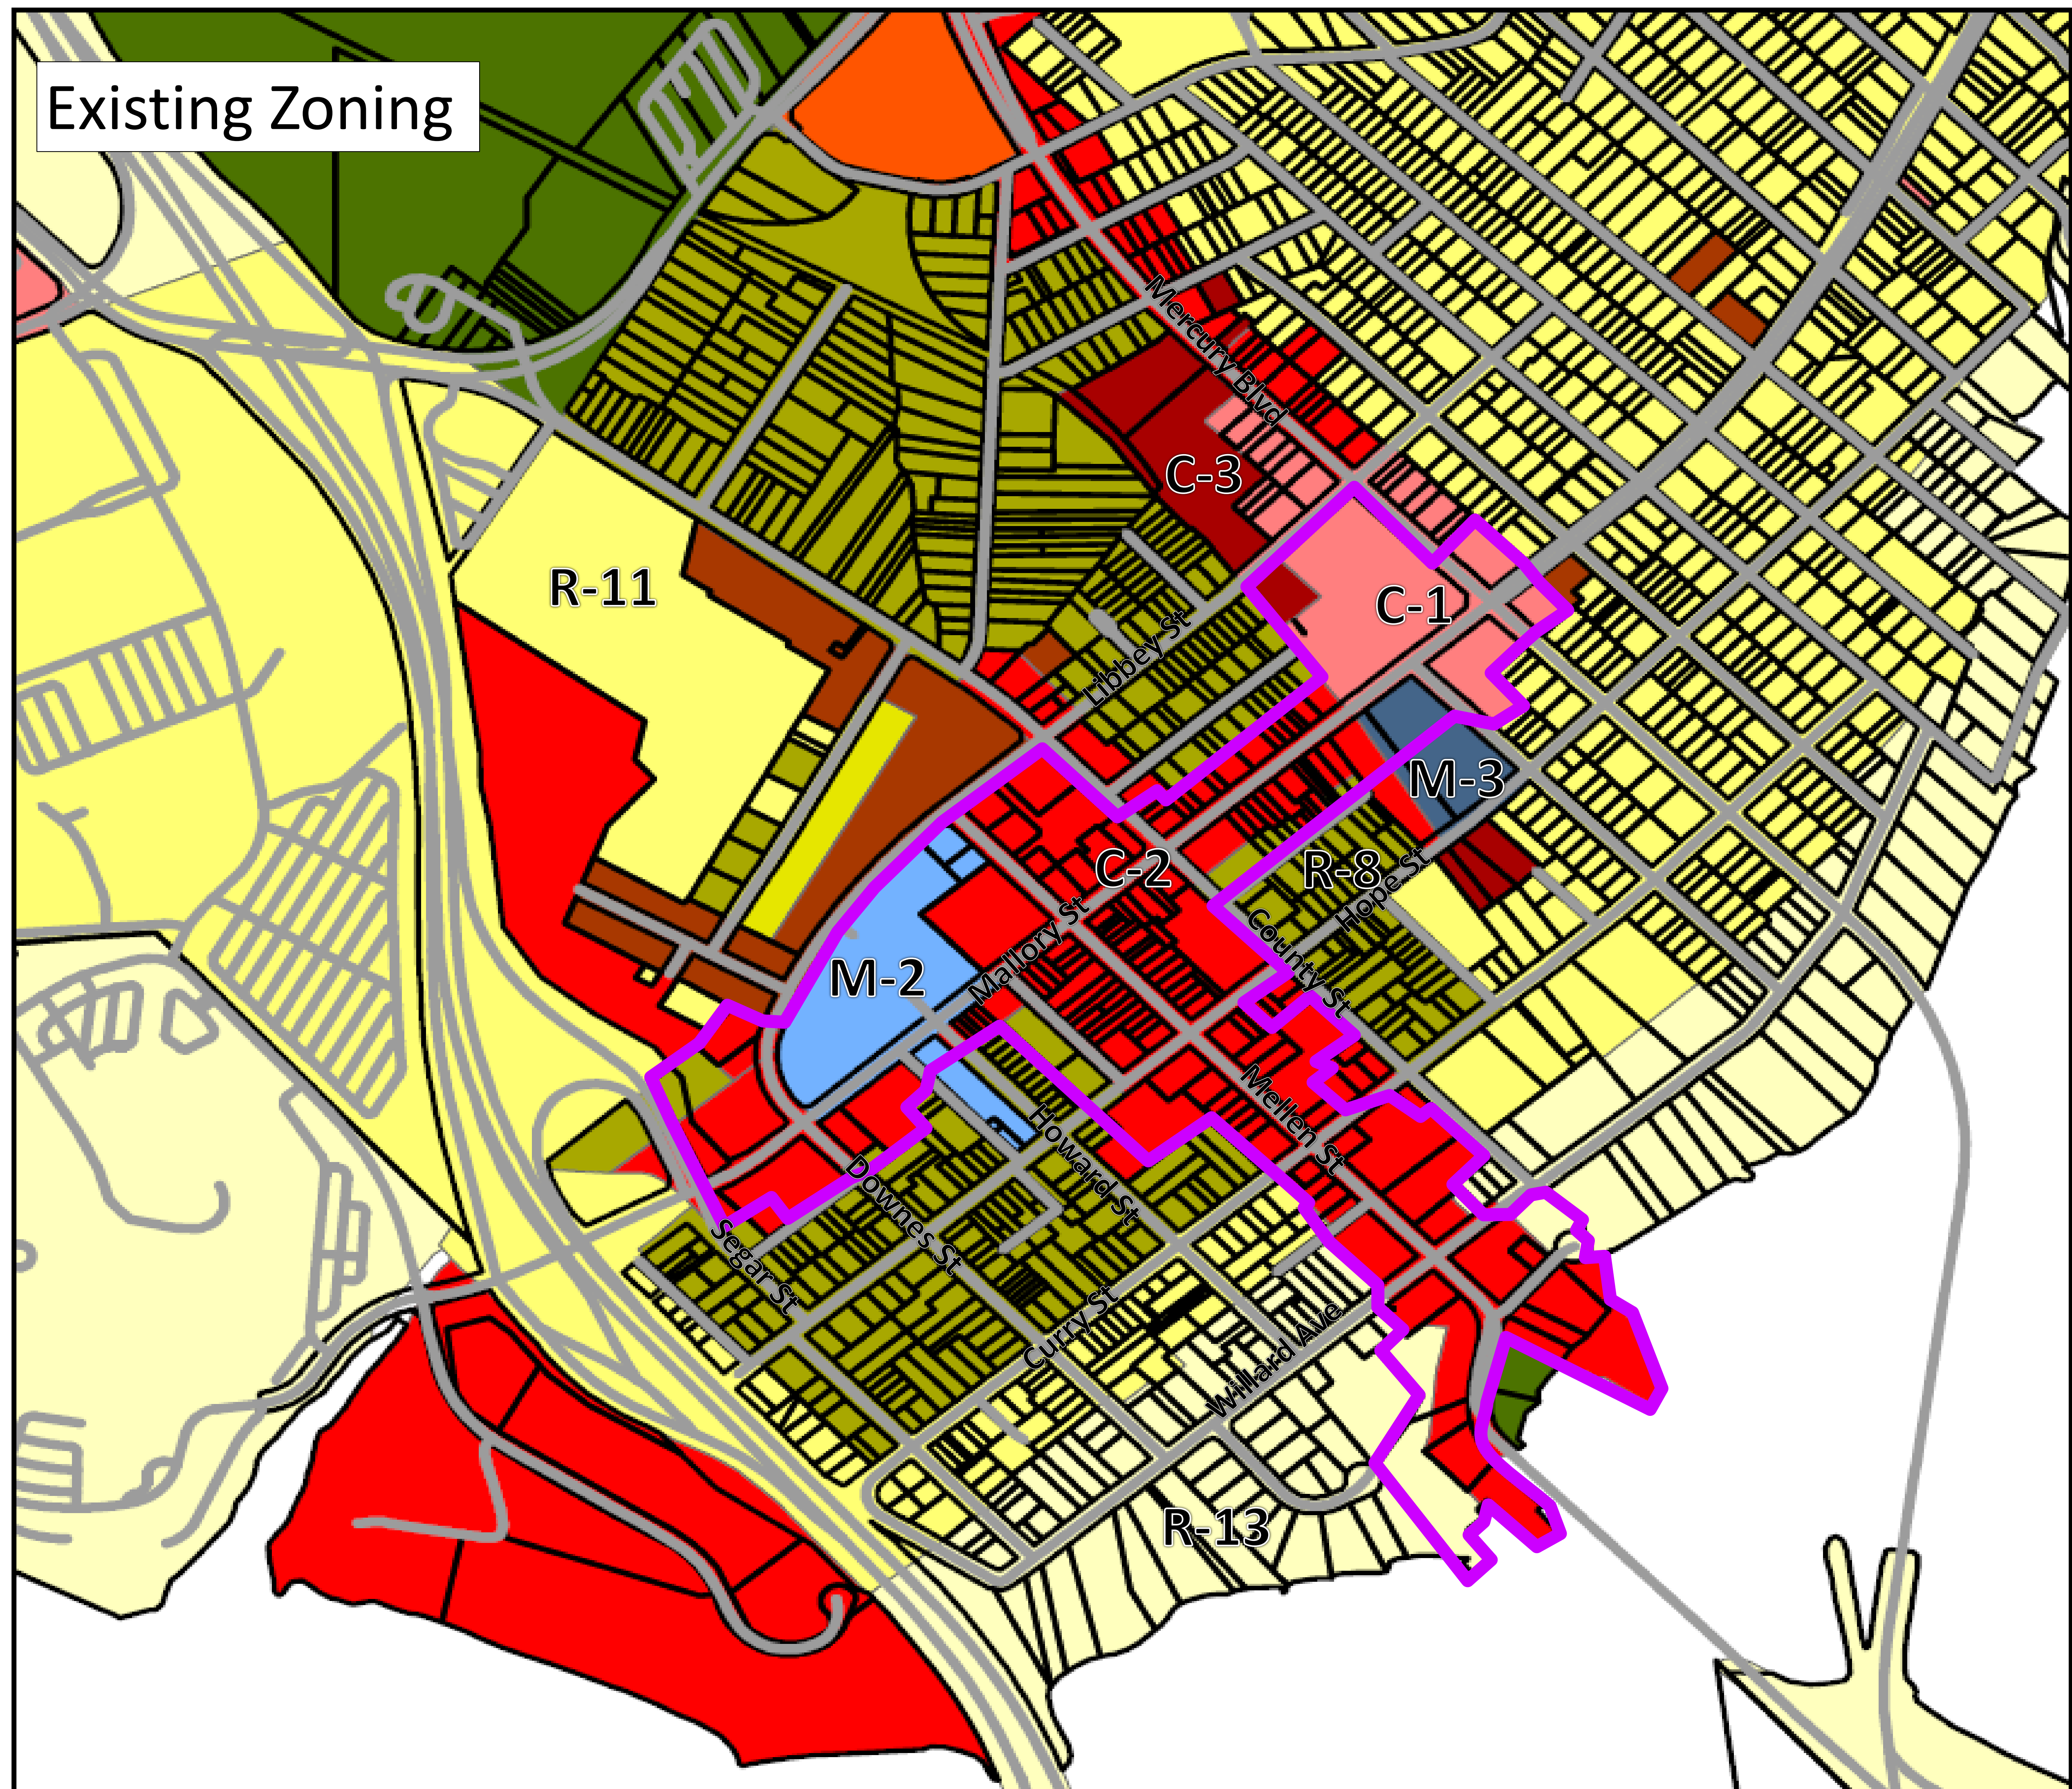 Existing Zoning
Mercury Blvd
C-3
R-11
C-1
Libbey St
M-3
C-2
R-8
Hope St
Mallory St
County St
M-2
Mellen St
Howard St
Downes St
Segar St
Curry St
Willard Ave
R-13